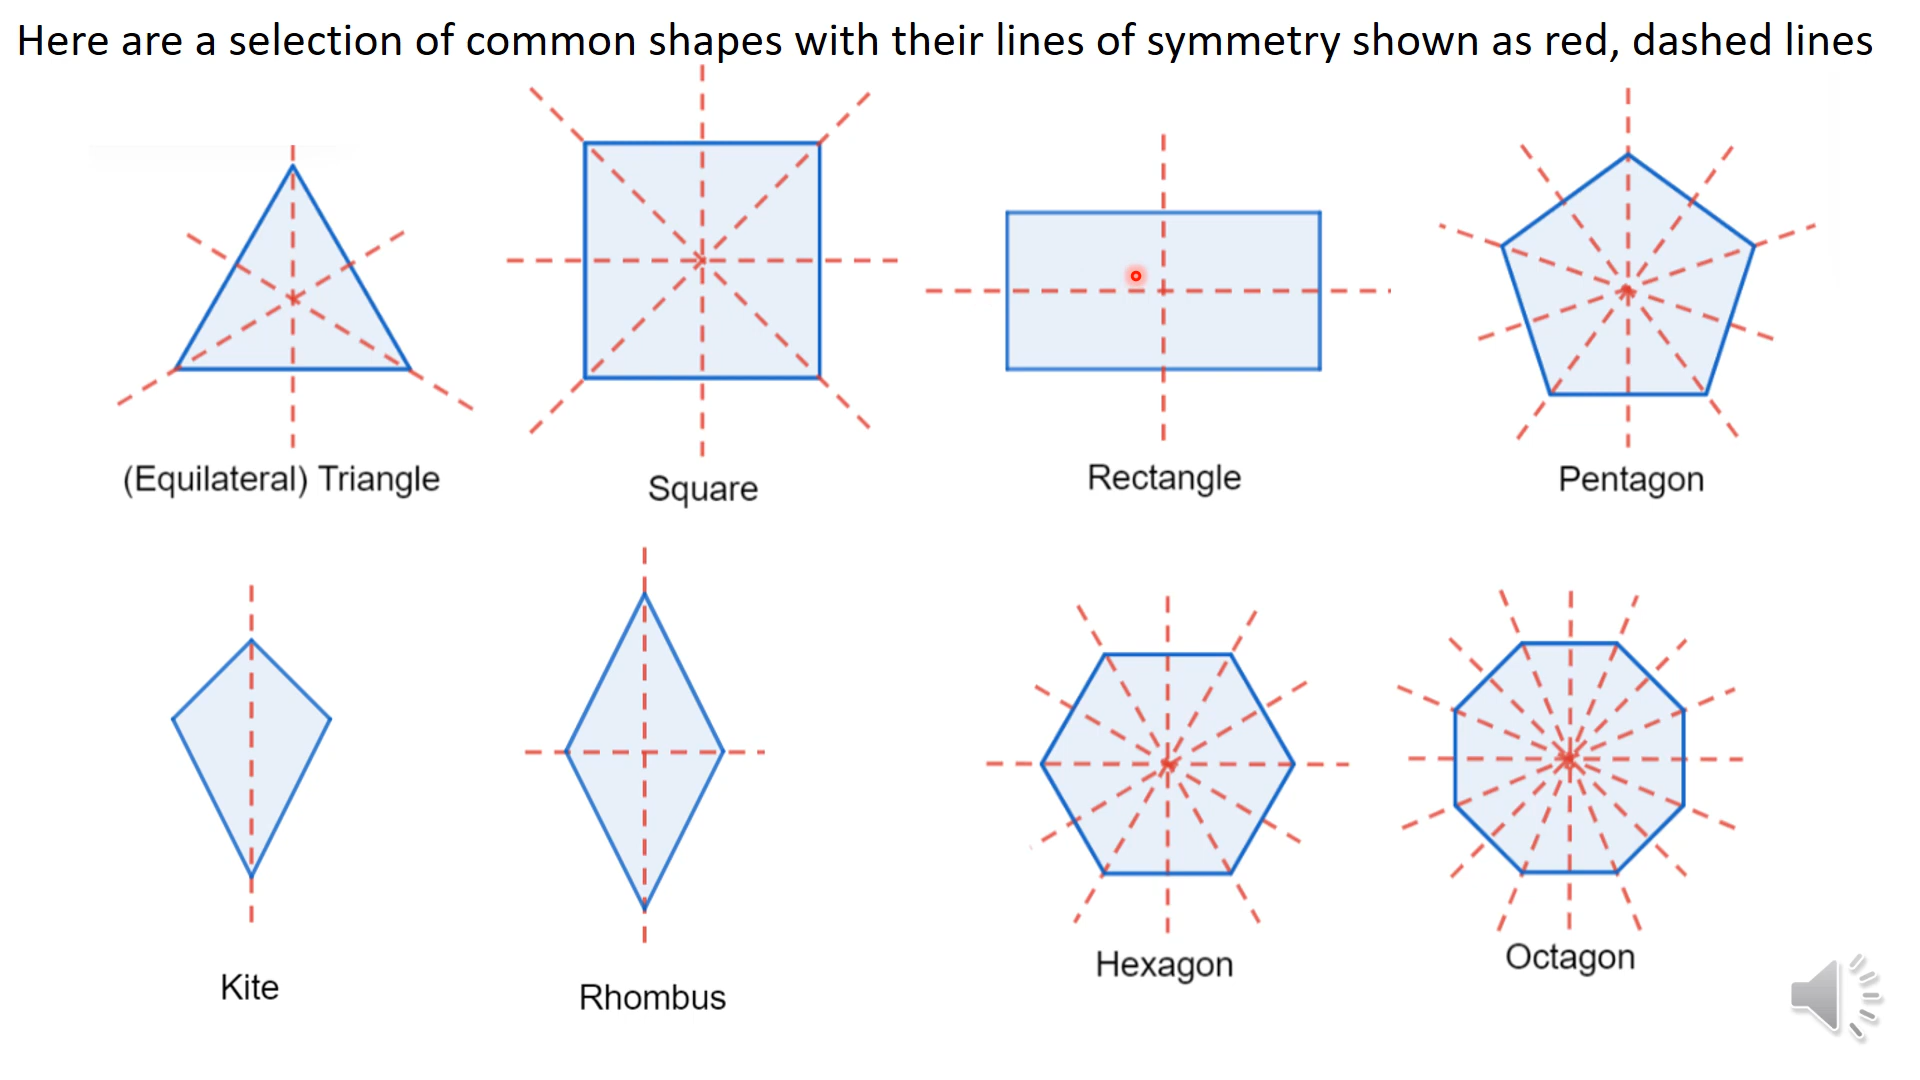 Here are a selection of common shapes with their lines of symmetry shown as red, dashed lines
(Equilateral) Triangle
Square
Rectangle
Pentagon
Kite
Rhombus
Hexagon
Octagon